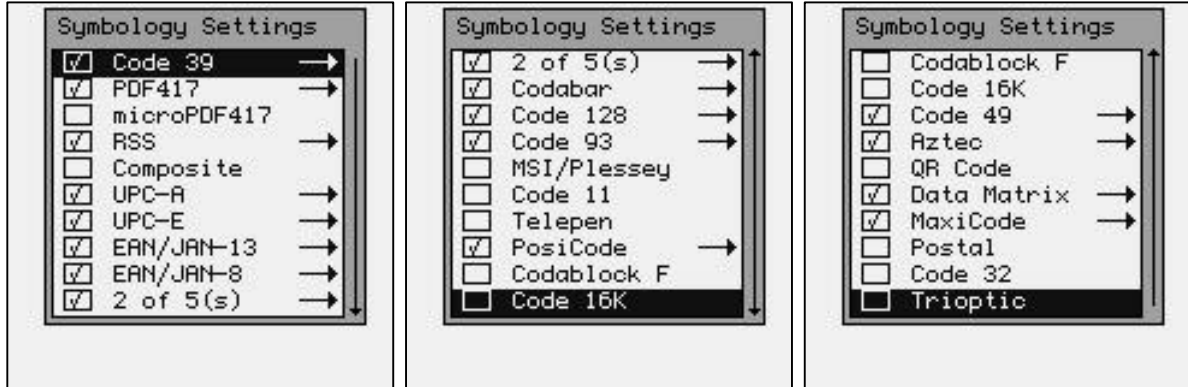 Symbology Settings
Code 39
PDF417
microPDF417
RSS
Composite
UPC-A
UPC-E
EAN/JAN-13
EAN/JAN-8
2 of 5(s)
Symbology Settings
2 of 5(s)
Codabar
Code 128
Code 93
MSI/Plessey
Code 11
Telepen
PosiCode
Codablock F
Code 16K
Symbology Settings
Codablock F
Code 16K
Code 49
Aztec
QR Code
Data Matrix
MaxiCode
Postal
Code 32
Trioptic